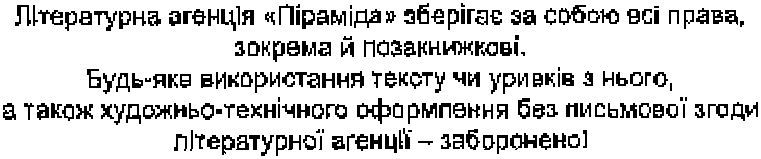 Літературна агенція «Піраміда» зберігає за собою всі права,
зокрема й позакнижкові.
Будь-яке використання тексту чи уривків з нього,
а також художньо-технічного оформлення без письмової згоди
літературної агенції – заборонено!